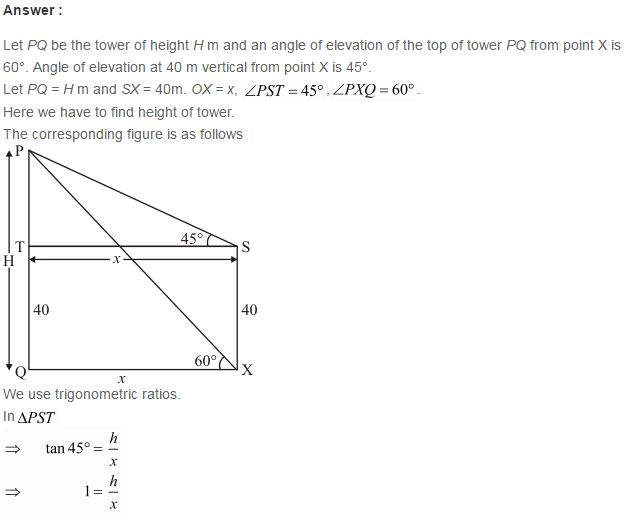 Answer :
Let PQ be the tower of height H m and an angle of elevation of the top of tower PQ from point X is
60°. Angle of elevation at 40 m vertical from point X is 45°.
Let PQ = H m and SX = 40m. OX = x, ∠PST = 45°, ∠PXQ = 60°.
Here we have to find height of tower.
The corresponding figure is as follows
P
45°
T
S
H
x
40
40
60°
Q
X
x
We use trigonometric ratios.
In ΔPST
⇒ tan 45° = h/x
⇒ 1 = h/x